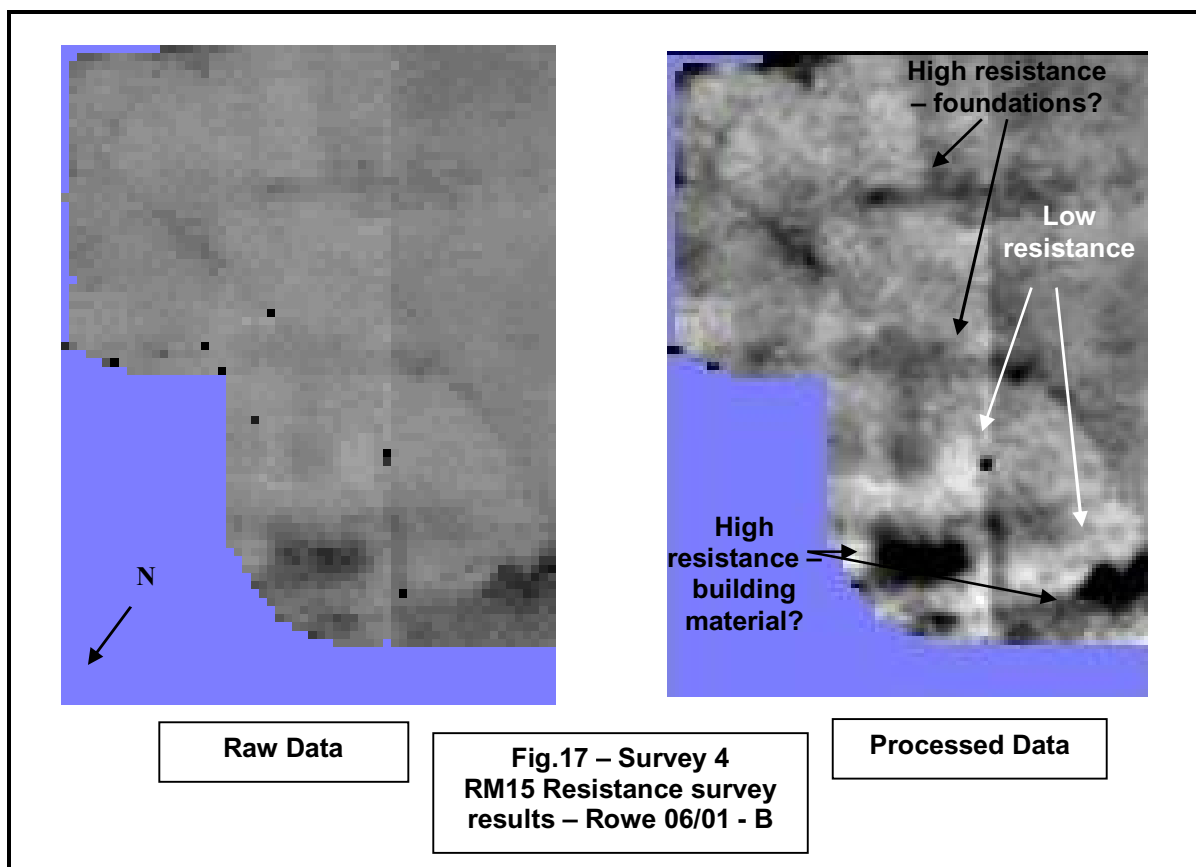 High resistance
– foundations?
Low
resistance
High
resistance –
building
material?
N
Raw Data
Fig.17 – Survey 4
RM15 Resistance survey
results – Rowe 06/01 - B
Processed Data